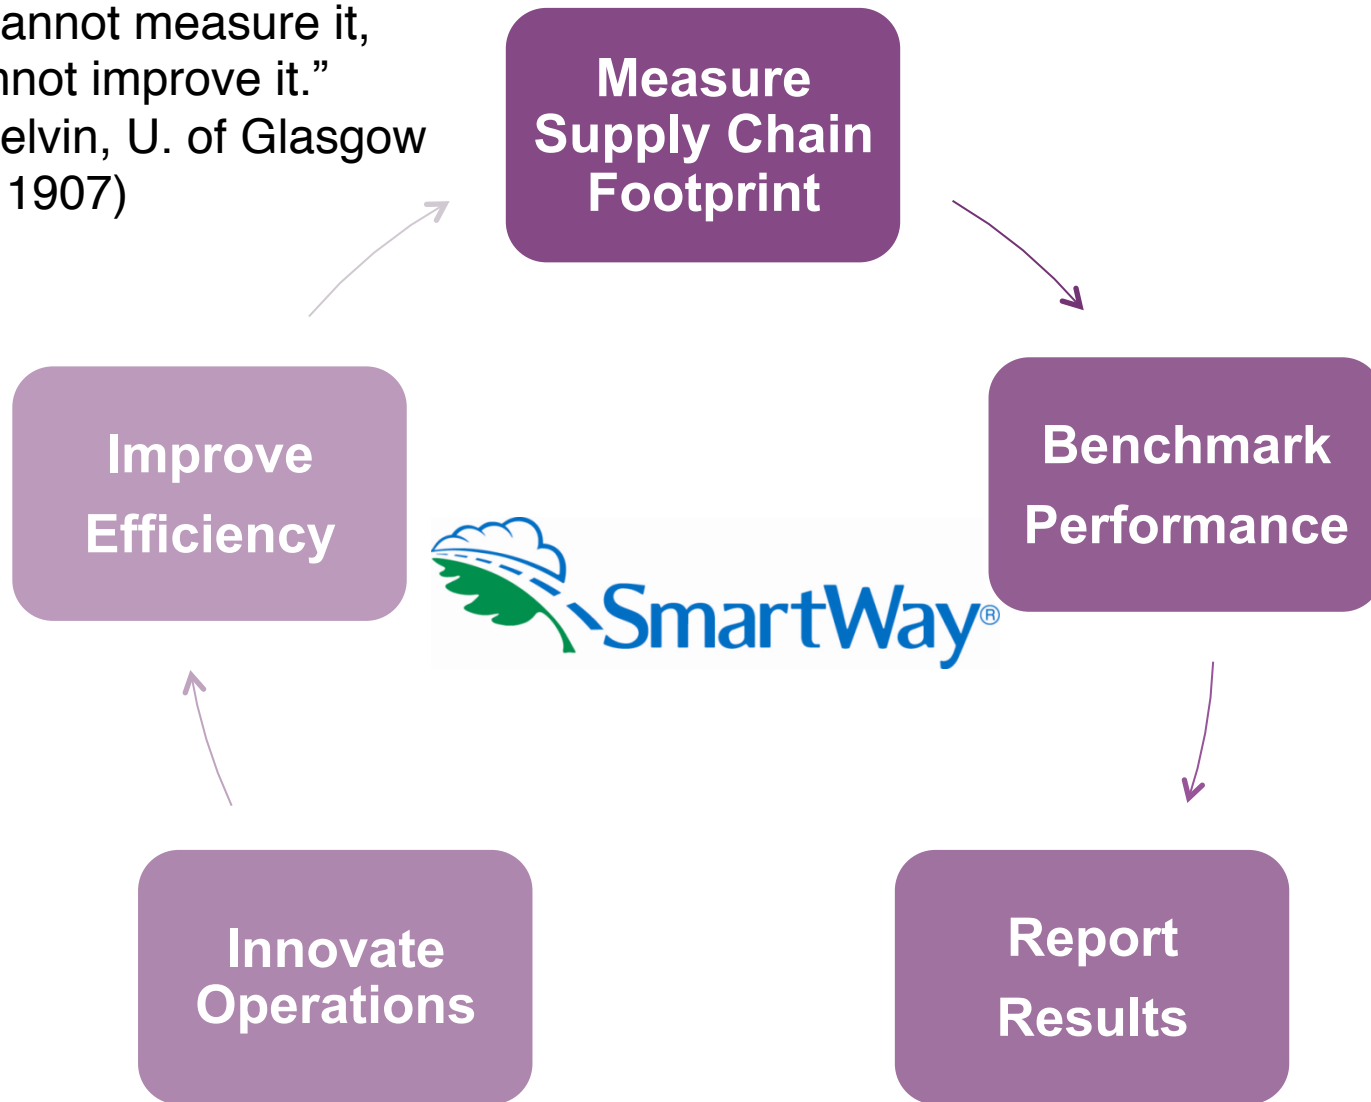 annot measure it,
nnot improve it.”
elvin, U. of Glasgow
1907)
Measure
Supply Chain
Footprint
Improve
Efficiency
Benchmark
Performance
SmartWay®
Innovate
Operations
Report
Results